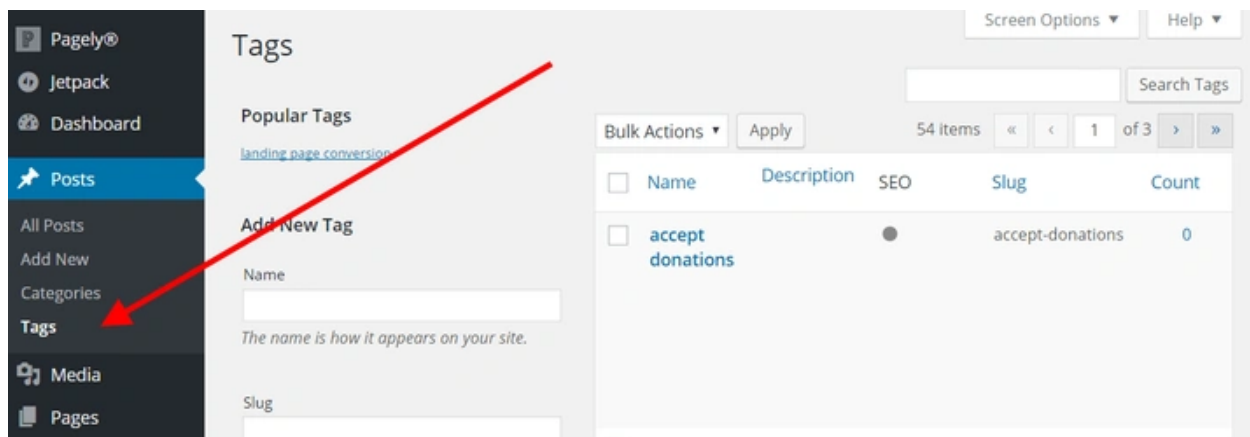 Pagely®
Jetpack
Dashboard
Posts
All Posts
Add New
Categories
Tags
Media
Pages
Screen Options ▼
Help ▼
Tags
Search Tags
Popular Tags
landing page conversion
Bulk Actions ▼
Apply
54 items « ‹ 1 of 3 › »
Name Description SEO Slug Count
accept
donations
accept-donations
0
Add New Tag
Name
The name is how it appears on your site.
Slug